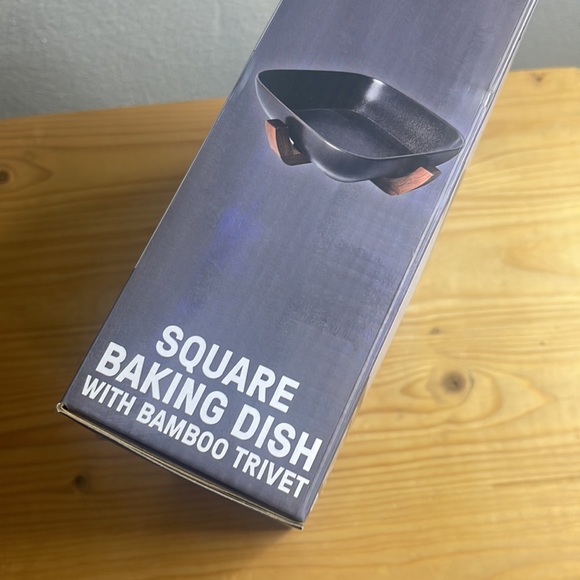 SQUARE
BAKING DISH
WITH BAMBOO TRIVET